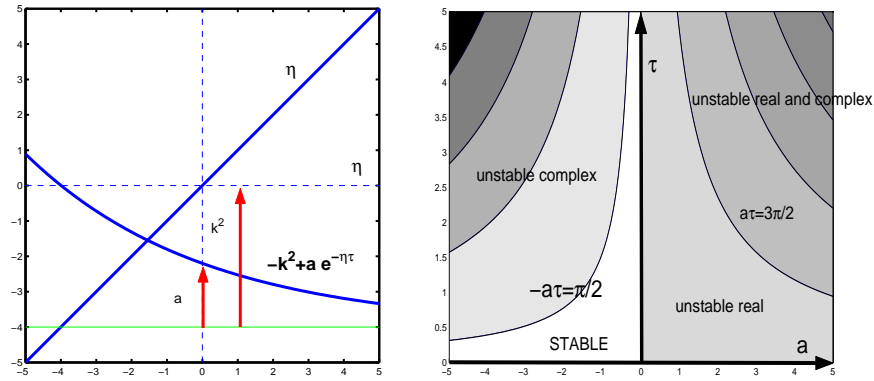 5
4
3
2
1
0
−1
−2
−3
−4
−5
−5 −4 −3 −2 −1 0 1 2 3 4 5
η
η
k²
−k²+a e^−ητ
a
5
4.5
4
3.5
3
2.5
2
1.5
1
0.5
0
−5 −4 −3 −2 −1 0 1 2 3 4 5
τ
unstable real and complex
unstable complex
aτ=3π/2
−aτ=π/2
unstable real
STABLE
a